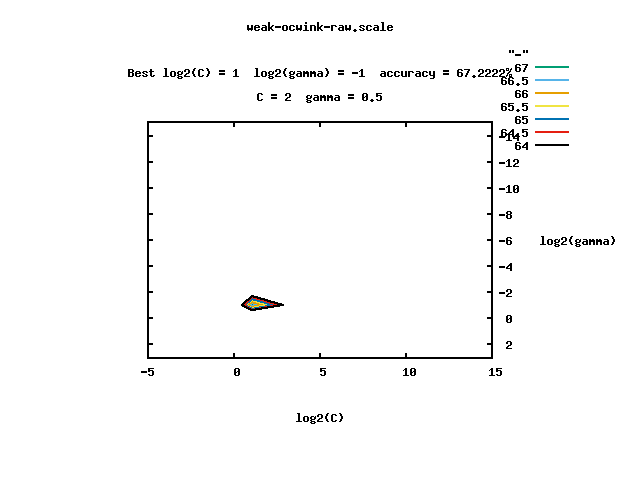 weak-ocwink-raw.scale
"_"
Best log2(C) = 1  log2(gamma) = -1  accuracy = 67.2222%
67
66.5
C = 2  gamma = 0.5
66
65.5
65
64.5
64
-14
-12
-10
-8
-6
log2(gamma)
-4
-2
0
2
-5 0 5 10 15
log2(C)